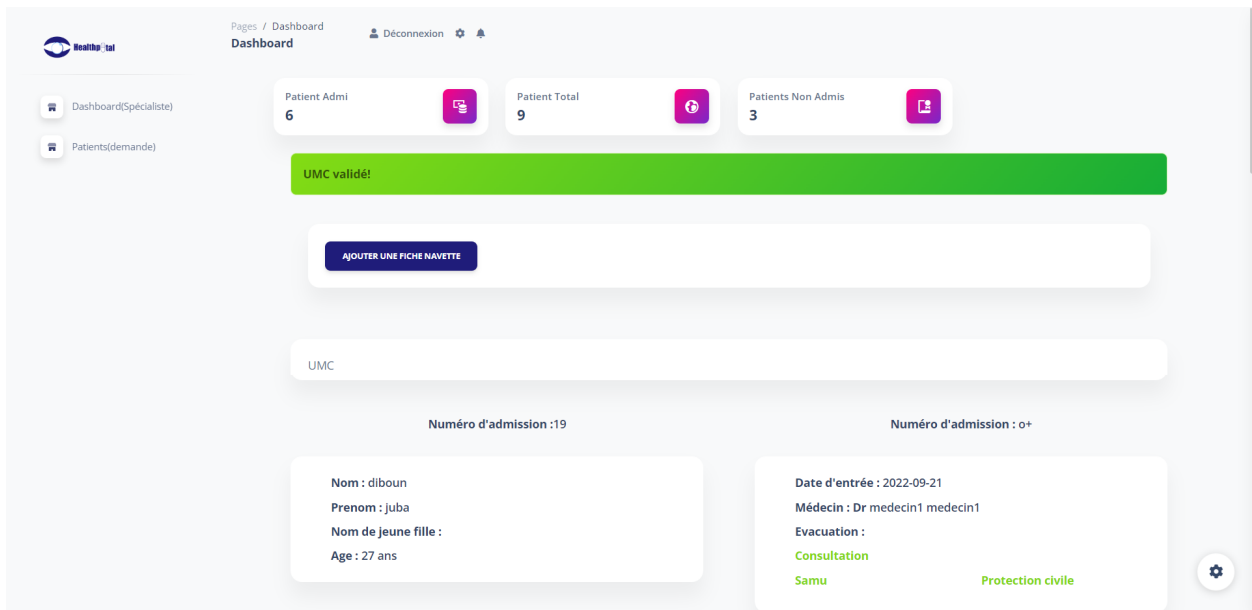 Pages / Dashboard
Dashboard
Déconnexion
Healthpital
Dashboard(Spécialiste)
Patients(demande)
Patient Admi
6
Patient Total
9
Patients Non Admis
3
UMC validé!
AJOUTER UNE FICHE NAVETTE
UMC
Numéro d'admission :19
Numéro d'admission : o+
Nom : diboun
Prenom : juba
Nom de jeune fille :
Age : 27 ans
Date d'entrée : 2022-09-21
Médecin : Dr medecin1 medecin1
Evacuation :
Consultation
Samu
Protection civile